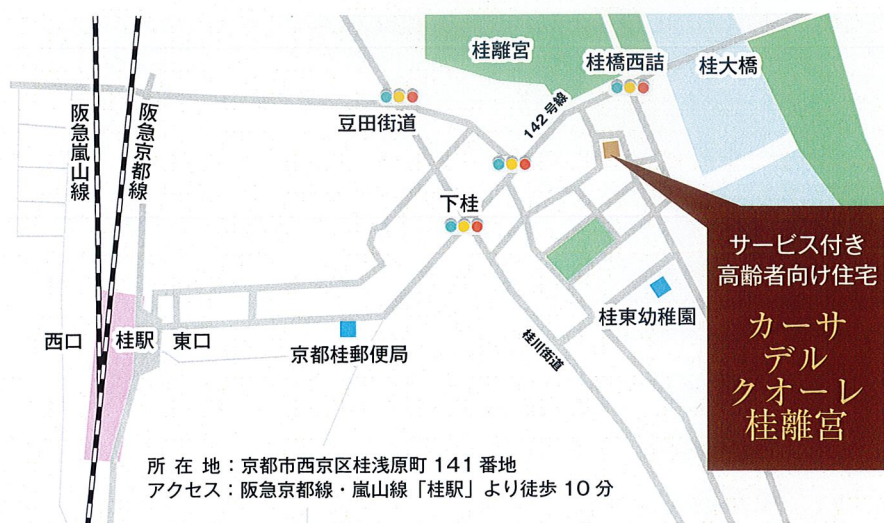 桂離宮
桂橋西詰
桂大橋
142号線
豆田街道
阪急嵐山線
阪急京都線
下桂
サービス付き
高齢者向け住宅
カーサ
デル
クオーレ
桂離宮
桂東幼稚園
桂川街道
西口
桂駅
東口
京都桂郵便局
所在地：京都市西京区桂浅原町141番地
アクセス：阪急京都線・嵐山線「桂駅」より徒歩10分